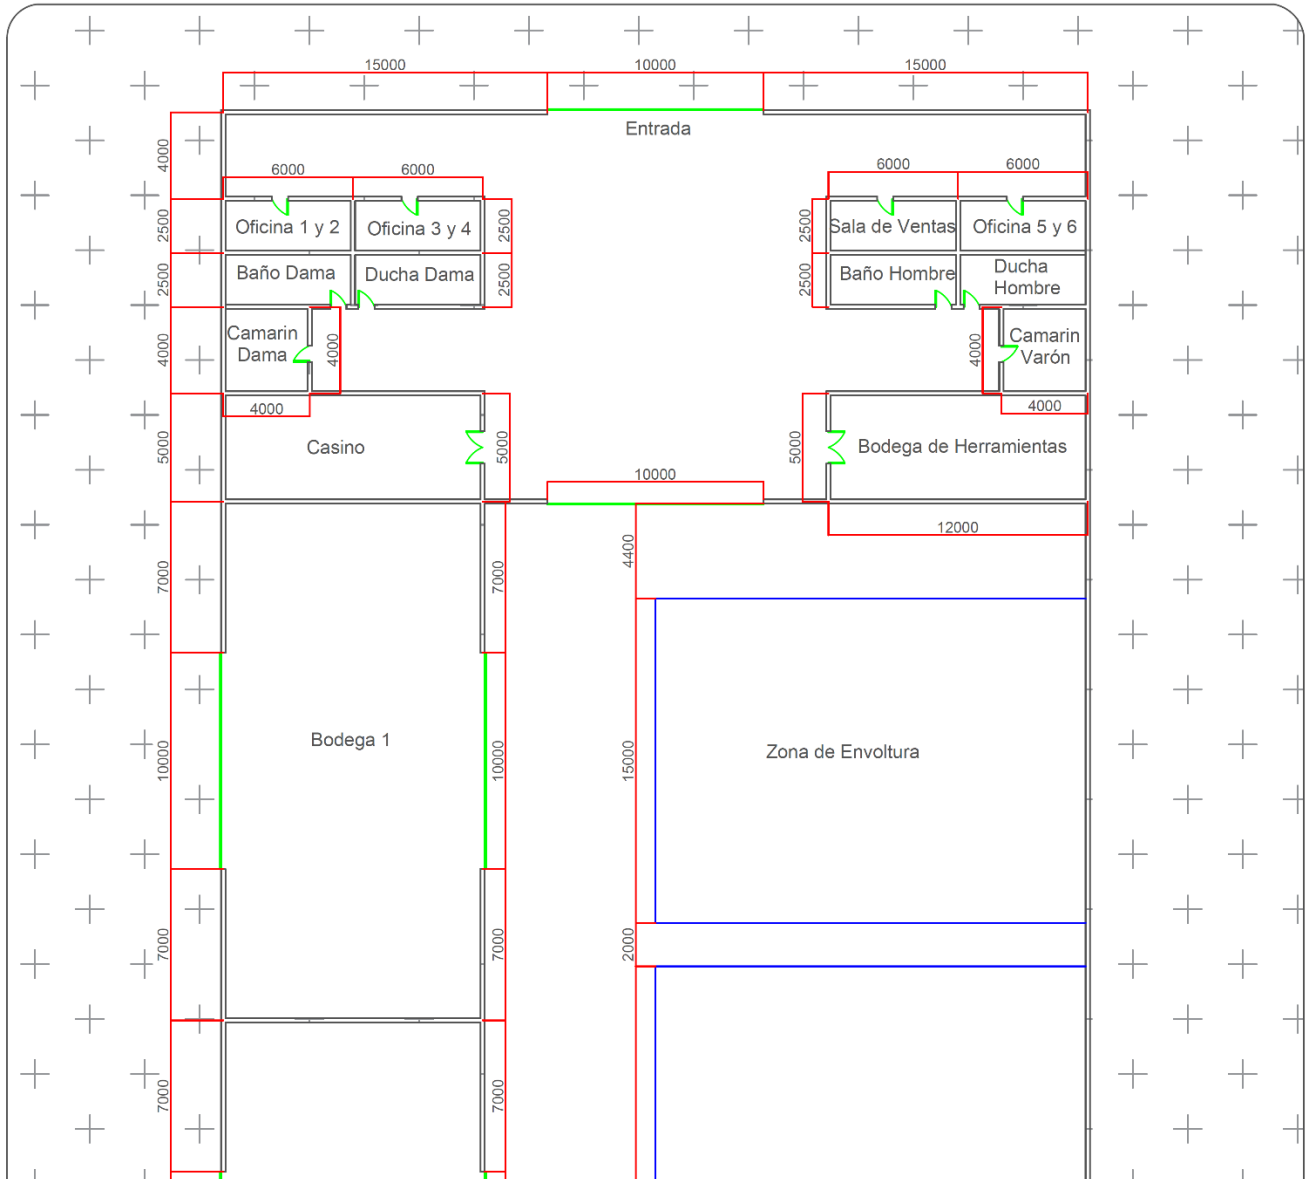 15000
10000
15000
Entrada
4000
6000
6000
6000
6000
2500
Oficina 1 y 2
Oficina 3 y 4
2500
2500
Sala de Ventas
Oficina 5 y 6
2500
Baño Dama
Ducha Dama
2500
2500
Baño Hombre
Ducha
Hombre
4000
Camarin
Dama
4000
4000
Camarin
Varón
4000
4000
5000
Casino
5000
5000
Bodega de Herramientas
10000
12000
7000
7000
4400
10000
Bodega 1
10000
15000
Zona de Envoltura
7000
7000
2000
7000
7000